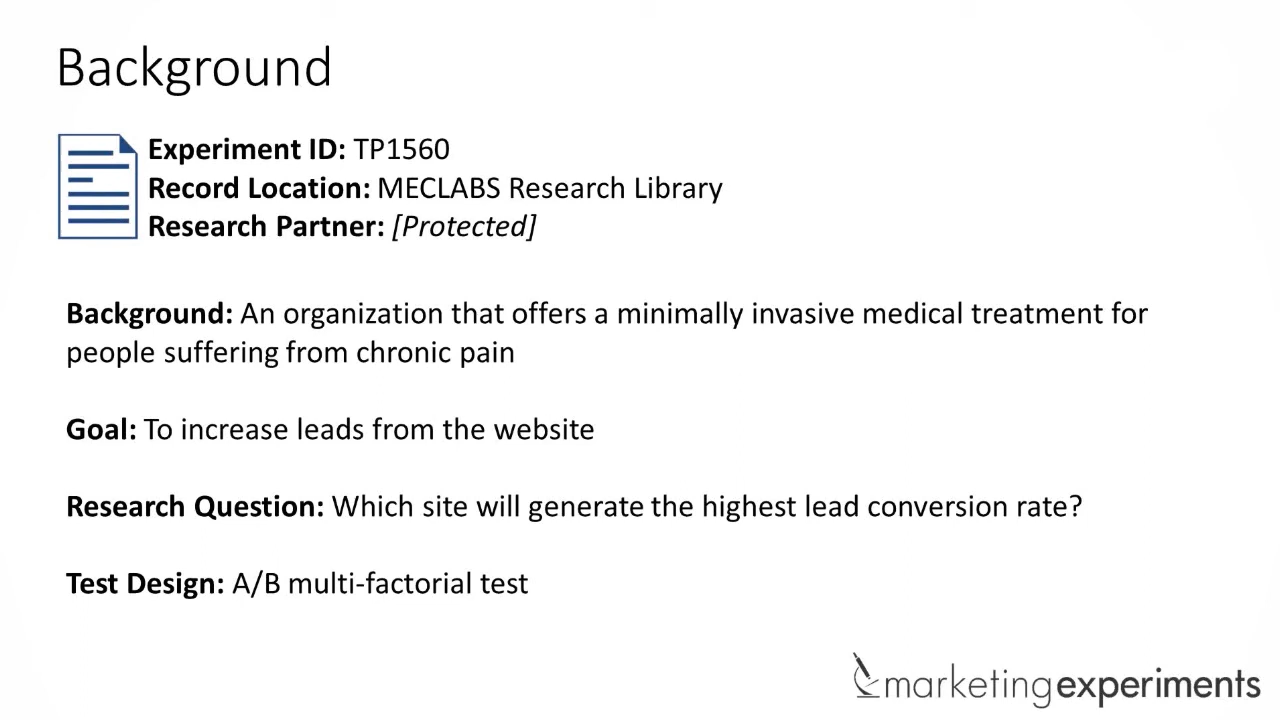 Background
Experiment ID: TP1560
Record Location: MECLABS Research Library
Research Partner: [Protected]
Background: An organization that offers a minimally invasive medical treatment for
people suffering from chronic pain
Goal: To increase leads from the website
Research Question: Which site will generate the highest lead conversion rate?
Test Design: A/B multi-factorial test
marketingexperiments